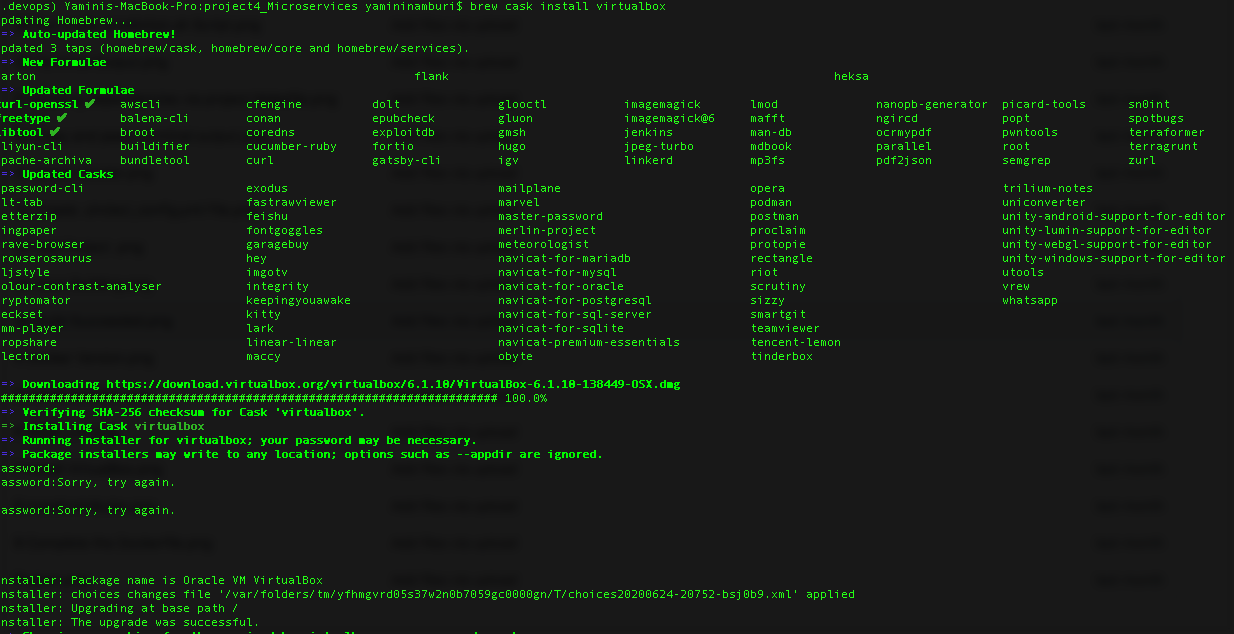 .devops) Yaminis-MacBook-Pro:project4_Microservices yamininamburi$ brew cask install virtualbox
pdating Homebrew...
=> Auto-updated Homebrew!
pdated 3 taps (homebrew/cask, homebrew/core and homebrew/services).
=> New Formulae
arton flank heksa
=> Updated Formulae
curl-openssl ✔ awscli cfengine dolt glooctl imagemagick lmod nanopb-generator picard-tools sn0int
freetype ✔ balena-cli conan epubcheck gluon imagemagick@6 mafft ngircd popt spotbugs
libtool ✔ broot coredns exploitdb gmsh jenkins man-db ocrmypdf pwntools terraformer
liyun-cli buildifier cucumber-ruby fortio hugo jpeg-turbo mdbook parallel root terragrunt
pache-archiva bundletool curl gatsby-cli igv linkerd mp3fs pdf2json semgrep zurl
=> Updated Casks
password-cli exodus mailplane opera trilium-notes
lt-tab fastrawviewer marvel podman uniconverter
etterzip feishu master-password postman unity-android-support-for-editor
ingpaper fontgoggles merlin-project proclaim unity-lumin-support-for-editor
rave-browser garagebuy meteorologist protopie unity-webgl-support-for-editor
rowserosaurus hey navicat-for-mariadb rectangle unity-windows-support-for-editor
ljstyle imgotv navicat-for-mysql riot utools
olour-contrast-analyser integrity navicat-for-oracle scrutiny vrew
ryptomator keepingyouawake navicat-for-postgresql sizzy whatsapp
eckset kitty navicat-for-sql-server smartgit
mm-player lark navicat-for-sqlite teamviewer
ropshare linear-linear navicat-premium-essentials tencent-lemon
lectron maccy obyte tinderbox
=> Downloading https://download.virtualbox.org/virtualbox/6.1.10/VirtualBox-6.1.10-138449-OSX.dmg
###################################################################### 100.0%
=> Verifying SHA-256 checksum for Cask 'virtualbox'.
=> Installing Cask virtualbox
=> Running installer for virtualbox; your password may be necessary.
=> Package installers may write to any location; options such as --appdir are ignored.
assword:
assword:Sorry, try again.
assword:Sorry, try again.
nstaller: Package name is Oracle VM VirtualBox
nstaller: choices changes file '/var/folders/tm/yfhmgvrd05s37w2n0b7059gc0000gn/T/choices20200624-20752-bsj0b9.xml' applied
nstaller: Upgrading at base path /
nstaller: The upgrade was successful.